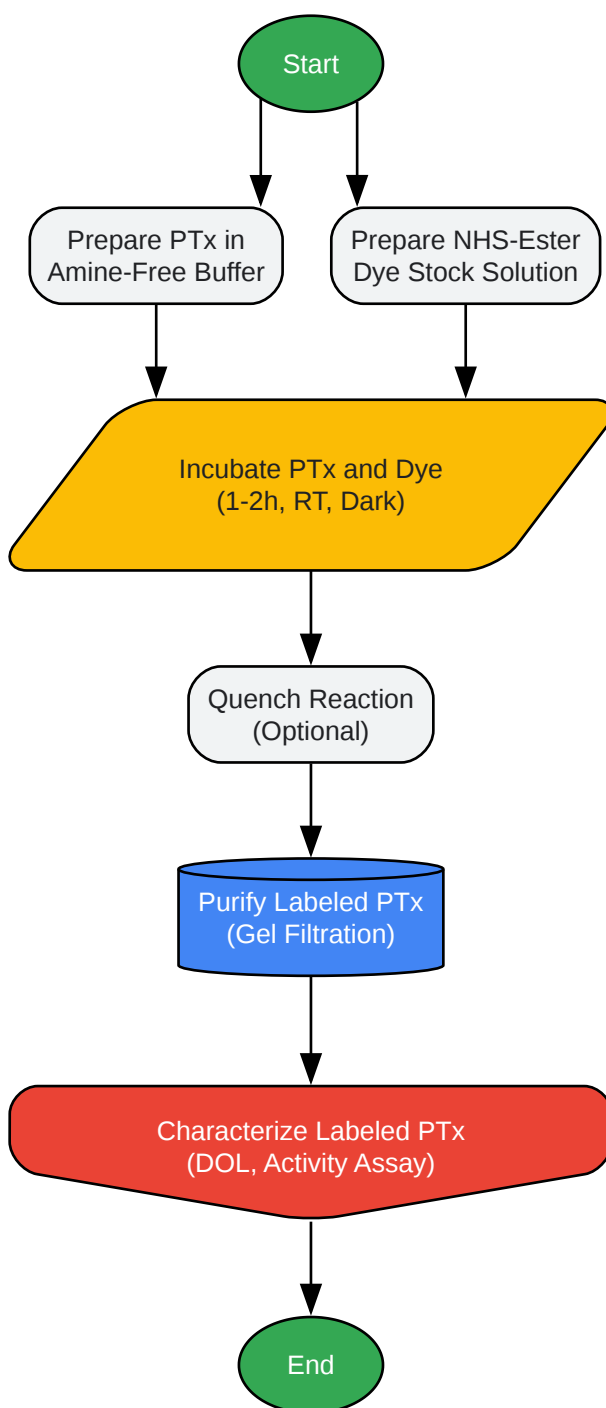 Start
Prepare PTx in
Amine-Free Buffer
Prepare NHS-Ester
Dye Stock Solution
Incubate PTx and Dye
(1-2h, RT, Dark)
Quench Reaction
(Optional)
Purify Labeled PTx
(Gel Filtration)
Characterize Labeled PTx
(DOL, Activity Assay)
End